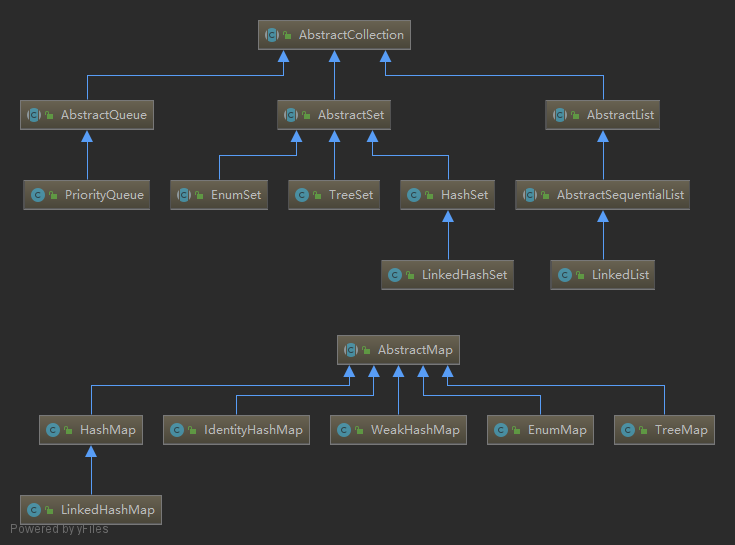 AbstractCollection
AbstractQueue
AbstractSet
AbstractList
PriorityQueue
EnumSet
TreeSet
HashSet
AbstractSequentialList
LinkedHashSet
LinkedList
AbstractMap
HashMap
IdentityHashMap
WeakHashMap
EnumMap
TreeMap
LinkedHashMap
Powered by yFiles